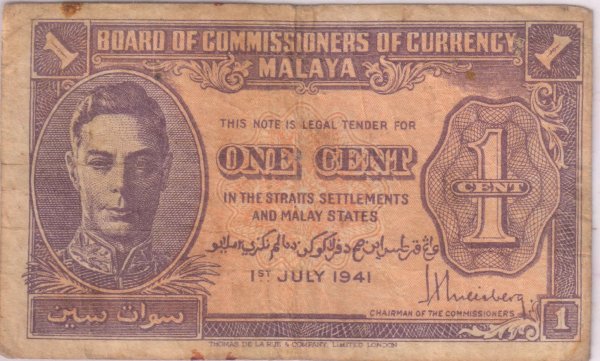 1 BOARD OF COMMISSIONERS OF CURRENCY 1
MALAYA
THIS NOTE IS LEGAL TENDER FOR
ONE CENT
IN THE STRAITS SETTLEMENTS
AND MALAY STATES
1
CENT
1ST JULY 1941
سوات سين
CHAIRMAN OF THE COMMISSIONERS
1
THOMAS DE LA RUE & COMPANY, LIMITED, LONDON